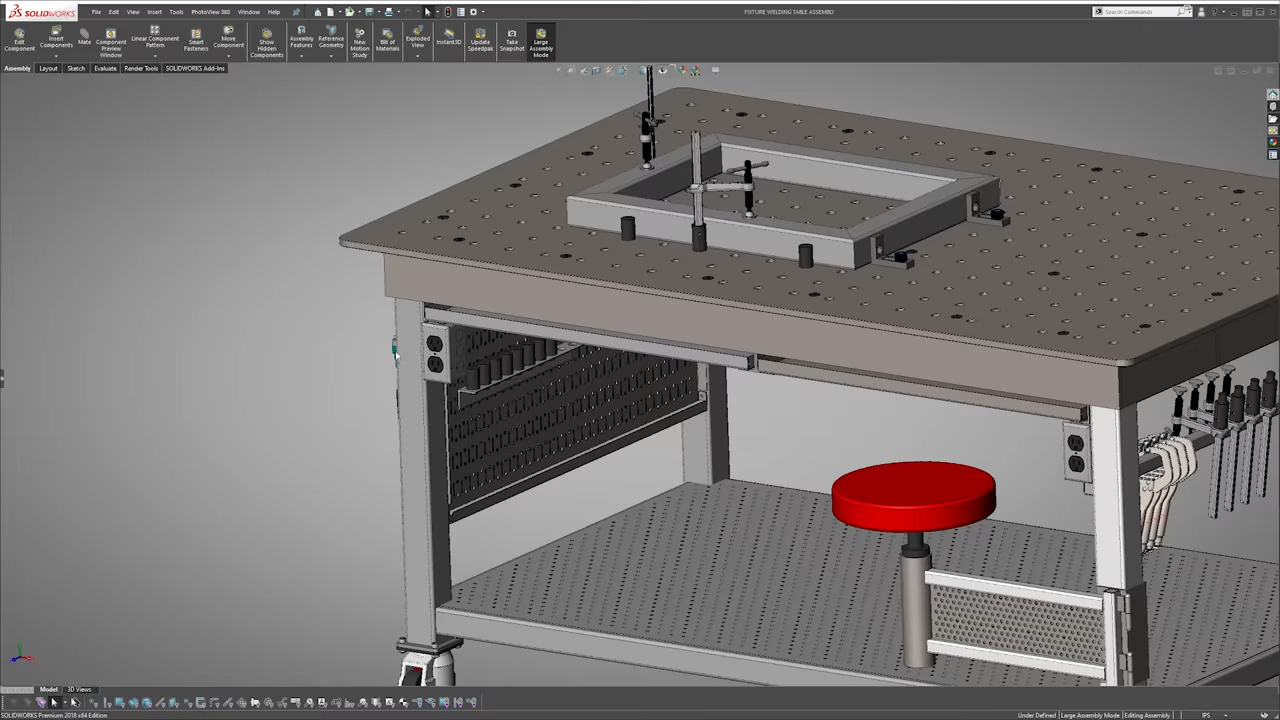 SOLIDWORKS
File Edit View Insert Tools PhotoView 360 Window Help
FIXTURE WELDING TABLE ASSEMBLY
Search Commands
Edit Component
Insert Components
Mate
Component Preview Window
Linear Component Pattern
Smart Fasteners
Move Component
Show Hidden Components
Assembly Features
Reference Geometry
New Motion Study
Bill of Materials
Exploded View
Instant3D
Update Speedpak
Take Snapshot
Large Assembly Mode
Assembly Layout Sketch Evaluate Render Tools SOLIDWORKS Add-Ins
Model 3D Views
SOLIDWORKS Premium 2018 x64 Edition
Under Defined Large Assembly Mode Editing Assembly IPS